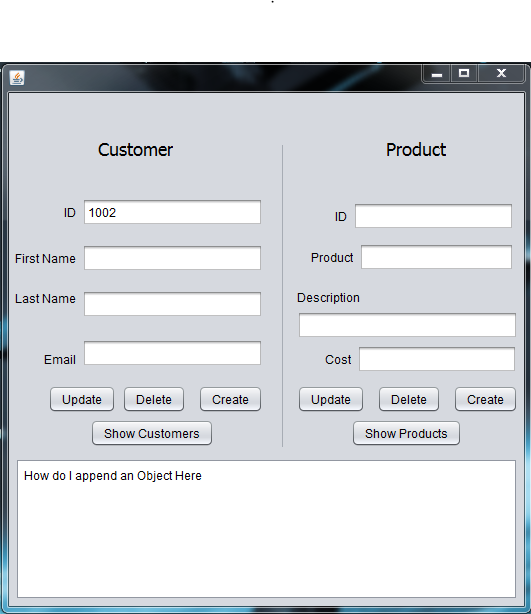 .
Customer
ID 1002
First Name
Last Name
Email
Update Delete Create
Show Customers
Product
ID
Product
Description
Cost
Update Delete Create
Show Products
How do I append an Object Here